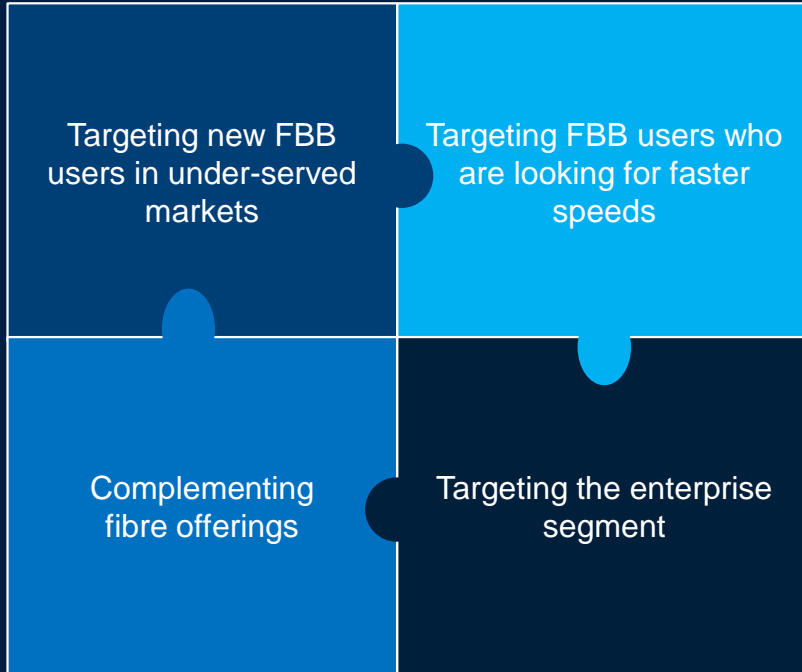 Targeting new FBB
users in under-served
markets
Targeting FBB users who
are looking for faster
speeds
Complementing
fibre offerings
Targeting the enterprise
segment